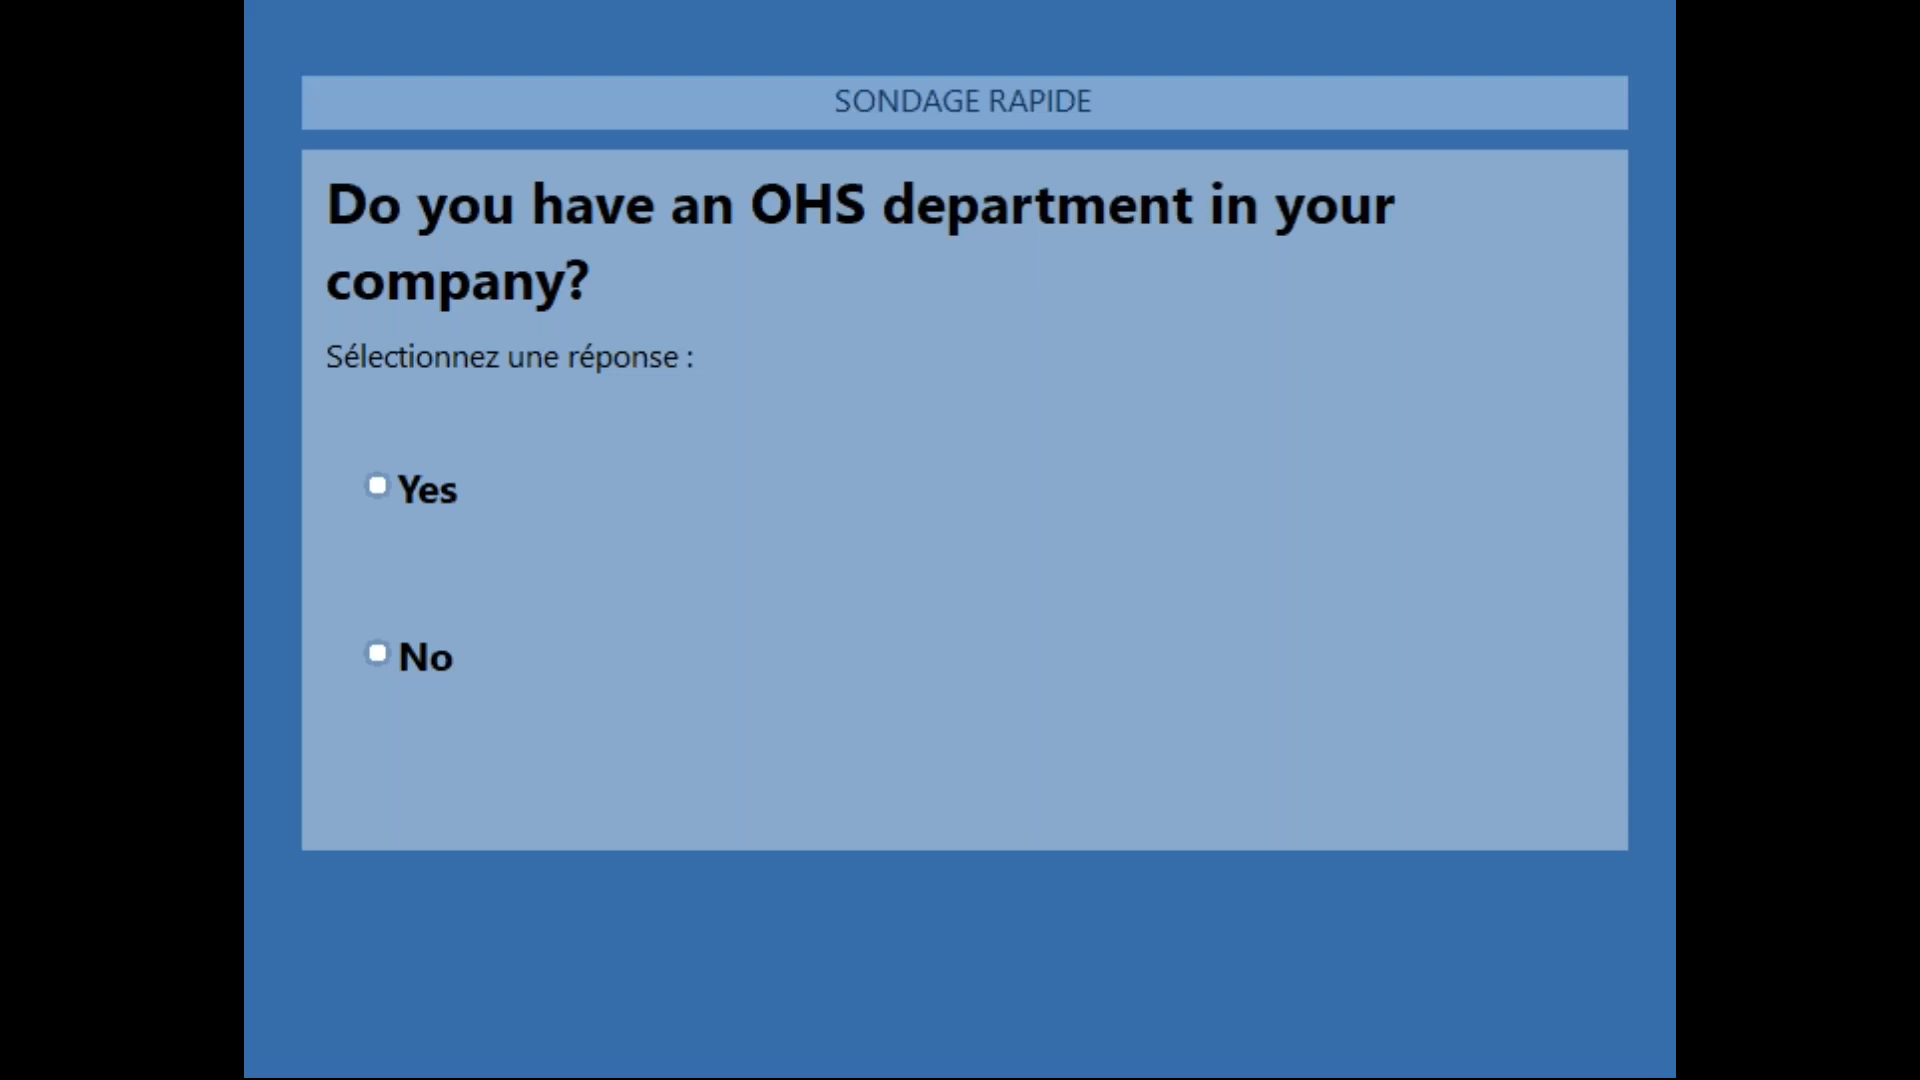 SONDAGE RAPIDE
Do you have an OHS department in your
company?
Sélectionnez une réponse :
Yes
No